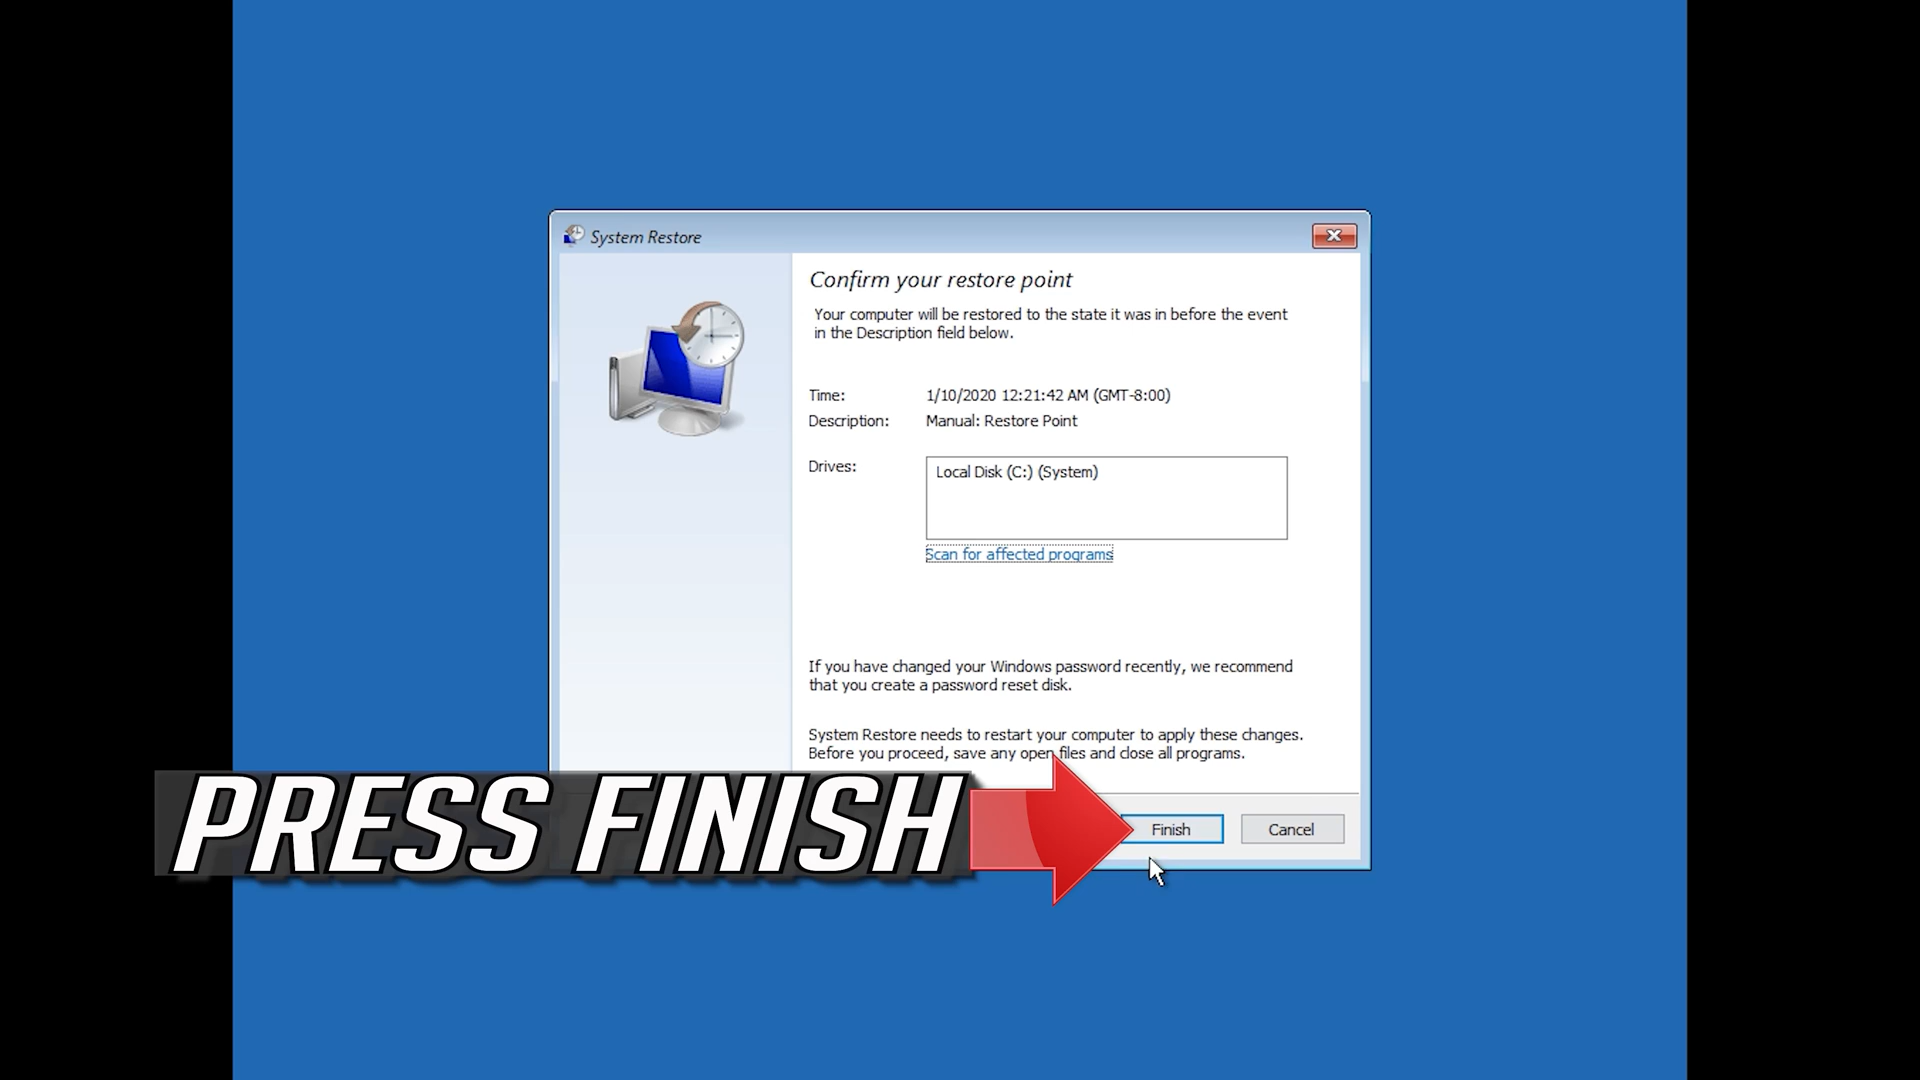 System Restore
Confirm your restore point
Your computer will be restored to the state it was in before the event
in the Description field below.
Time: 1/10/2020 12:21:42 AM (GMT-8:00)
Description: Manual: Restore Point
Drives: Local Disk (C:) (System)
Scan for affected programs
If you have changed your Windows password recently, we recommend
that you create a password reset disk.
System Restore needs to restart your computer to apply these changes.
Before you proceed, save any open files and close all programs.
PRESS FINISH
Finish Cancel